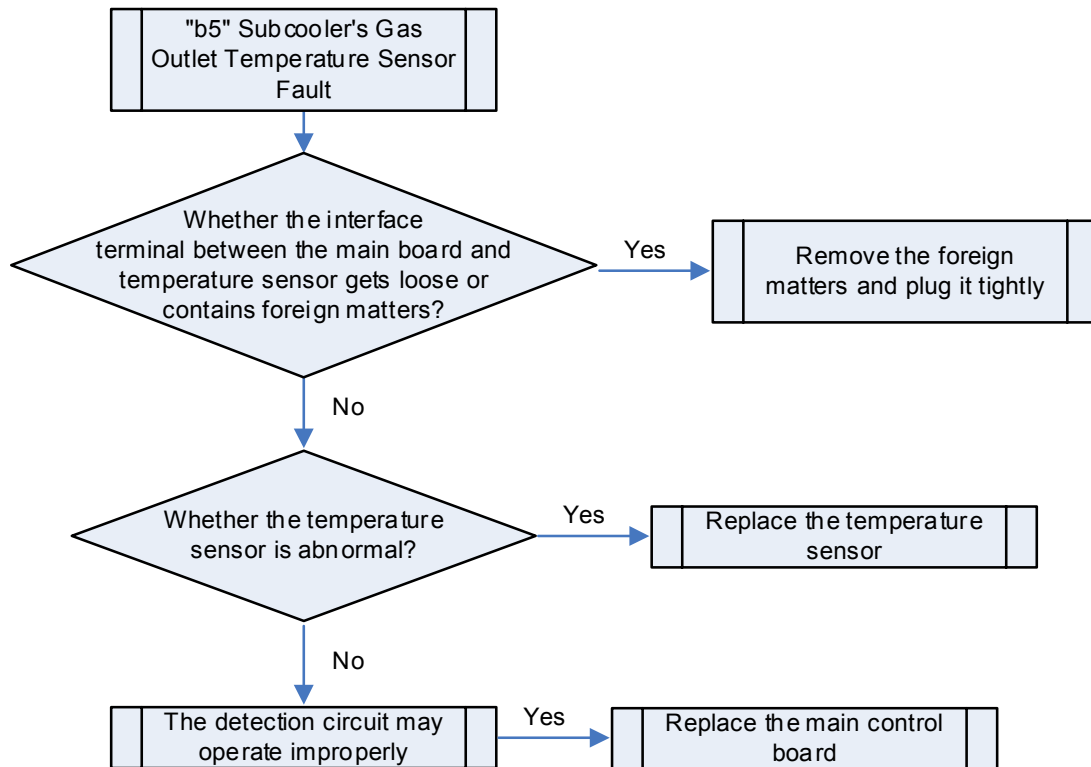 "b5" Subcooler's Gas
Outlet Temperature Sensor
Fault
Whether the interface
terminal between the main board and
temperature sensor gets loose or
contains foreign matters?
Yes
Remove the foreign
matters and plug it tightly
No
Whether the temperature
sensor is abnormal?
Yes
Replace the temperature
sensor
No
The detection circuit may
operate improperly
Yes
Replace the main control
board